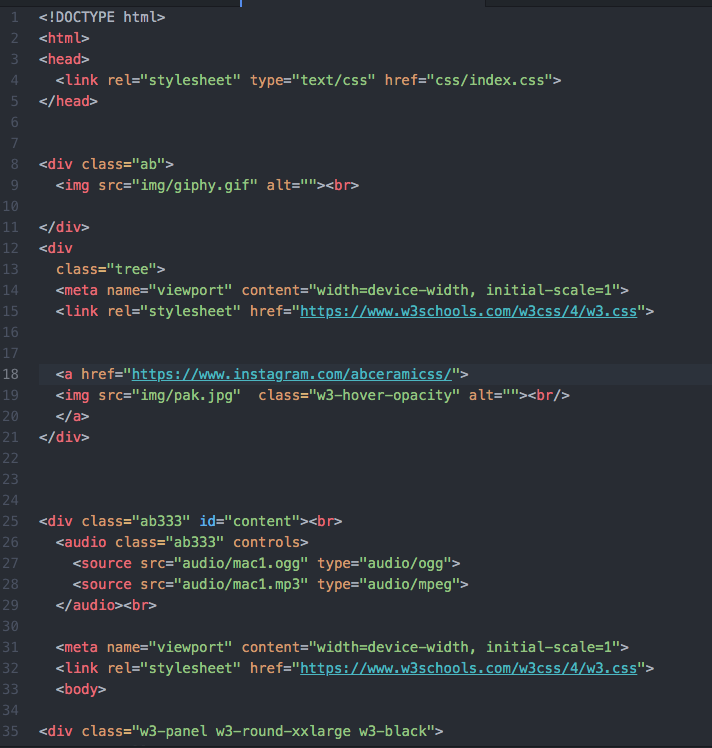 1 <!DOCTYPE html>
2 <html>
3 <head>
4 <link rel="stylesheet" type="text/css" href="css/index.css">
5 </head>
6
7
8 <div class="ab">
9 <img src="img/giphy.gif" alt=""><br>
10
11 </div>
12 <div
13 class="tree">
14 <meta name="viewport" content="width=device-width, initial-scale=1">
15 <link rel="stylesheet" href="https://www.w3schools.com/w3css/4/w3.css">
16
17
18 <a href="https://www.instagram.com/abceramicss/">
19 <img src="img/pak.jpg"  class="w3-hover-opacity" alt=""><br/>
20 </a>
21 </div>
22
23
24
25 <div class="ab333" id="content"><br>
26 <audio class="ab333" controls>
27 <source src="audio/mac1.ogg" type="audio/ogg">
28 <source src="audio/mac1.mp3" type="audio/mpeg">
29 </audio><br>
30
31 <meta name="viewport" content="width=device-width, initial-scale=1">
32 <link rel="stylesheet" href="https://www.w3schools.com/w3css/4/w3.css">
33 <body>
34
35 <div class="w3-panel w3-round-xxlarge w3-black">